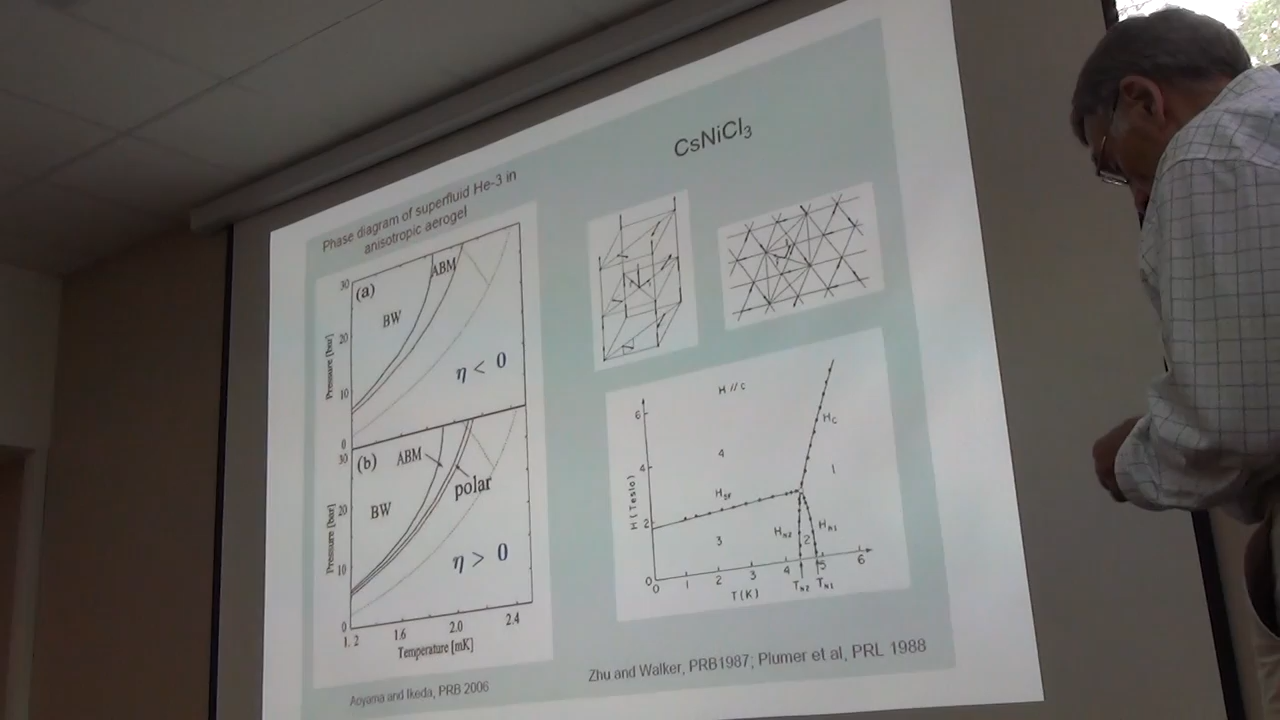 Phase diagram of superfluid He-3 in
anisotropic aerogel
(a)
ABM
BW
η < 0
30
20
10
0
Pressure [bar]
(b)
ABM
polar
BW
η > 0
30
20
10
0
Pressure [bar]
1.2
1.6
2.0
2.4
Temperature [mK]
Aoyama and Ikeda, PRB 2006
CsNiCl3
H // C
6
4
2
0
H (Teslo)
4
HC
1
HSF
3
HN2
2
HN1
0
1
2
3
4
5
6
TN2
TN1
T(K)
Zhu and Walker, PRB1987; Plumer et al, PRL 1988